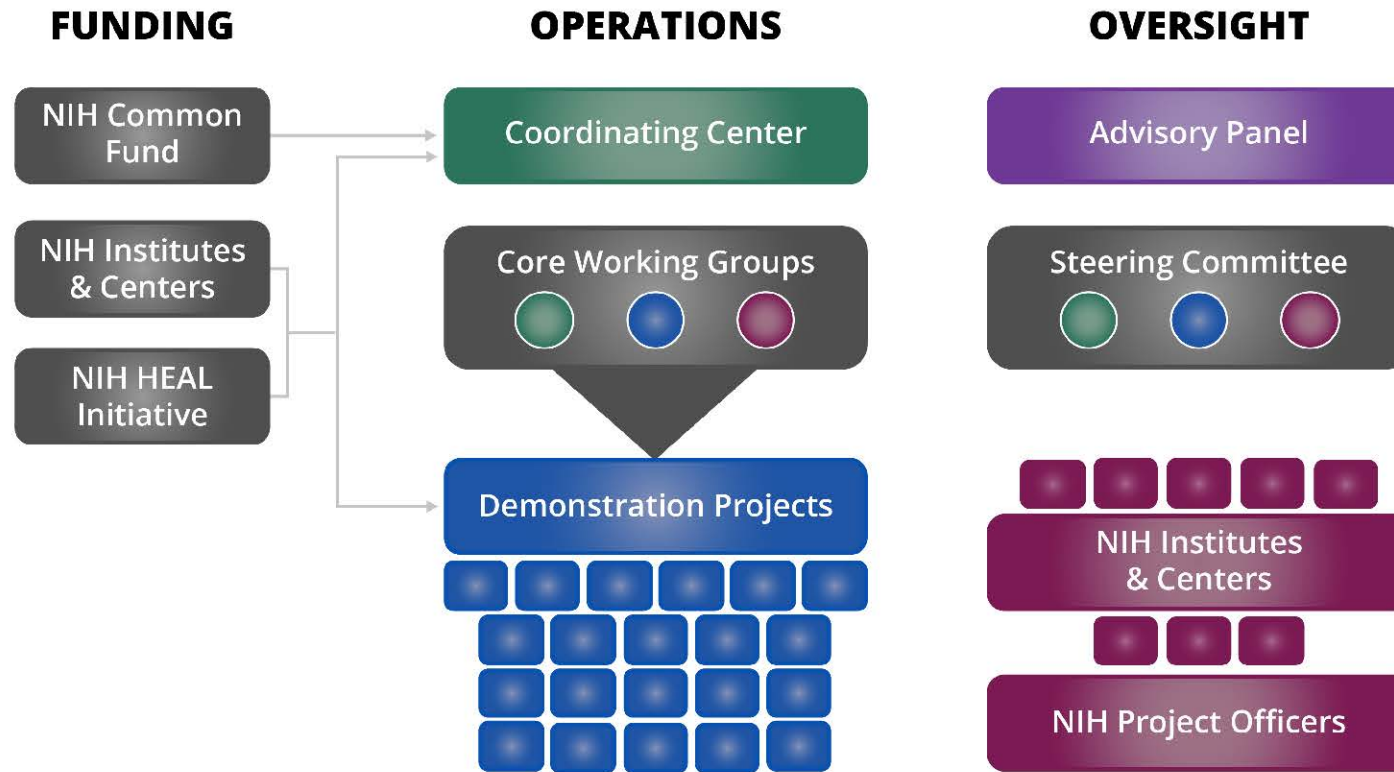 FUNDING
OPERATIONS
OVERSIGHT
NIH Common
Fund
NIH Institutes
& Centers
NIH HEAL
Initiative
Coordinating Center
Core Working Groups
Demonstration Projects
Advisory Panel
Steering Committee
NIH Institutes
& Centers
NIH Project Officers